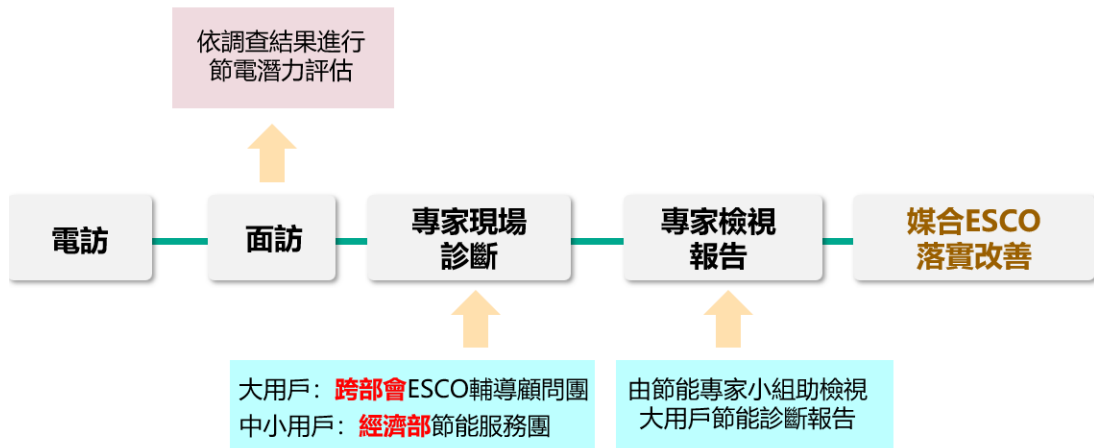 依調查結果進行
節電潛力評估
電訪
面訪
專家現場
診斷
專家檢視
報告
媒合ESCO
落實改善
大用戶：跨部會ESCO輔導顧問團
中小用戶：經濟部節能服務團
由節能專家小組助檢視
大用戶節能診斷報告